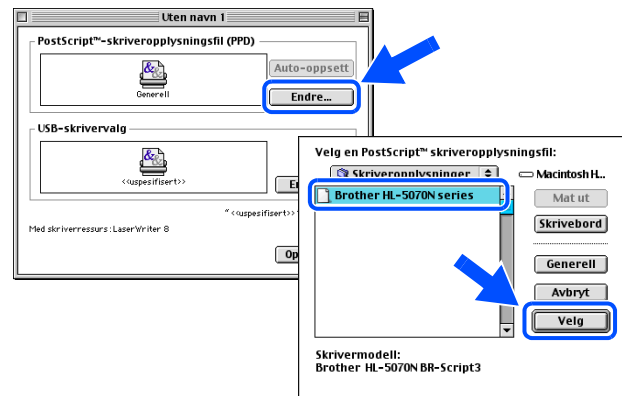 Uten navn 1
PostScript™-skriveropplysningsfil (PPD)
Auto-oppsett
Generell
Endre...
USB-skrivervalg
<<uspesifisert>>
"<<uspesifisert>>
Med skriverressurs: LaserWriter 8
Velg en PostScript™ skriveropplysningsfil:
Skriveropplysninger
Macintosh H...
Brother HL-5070N series
Mat ut
Skrivebord
Generell
Avbryt
Velg
Skrivermodell:
Brother HL-5070N BR-Script3